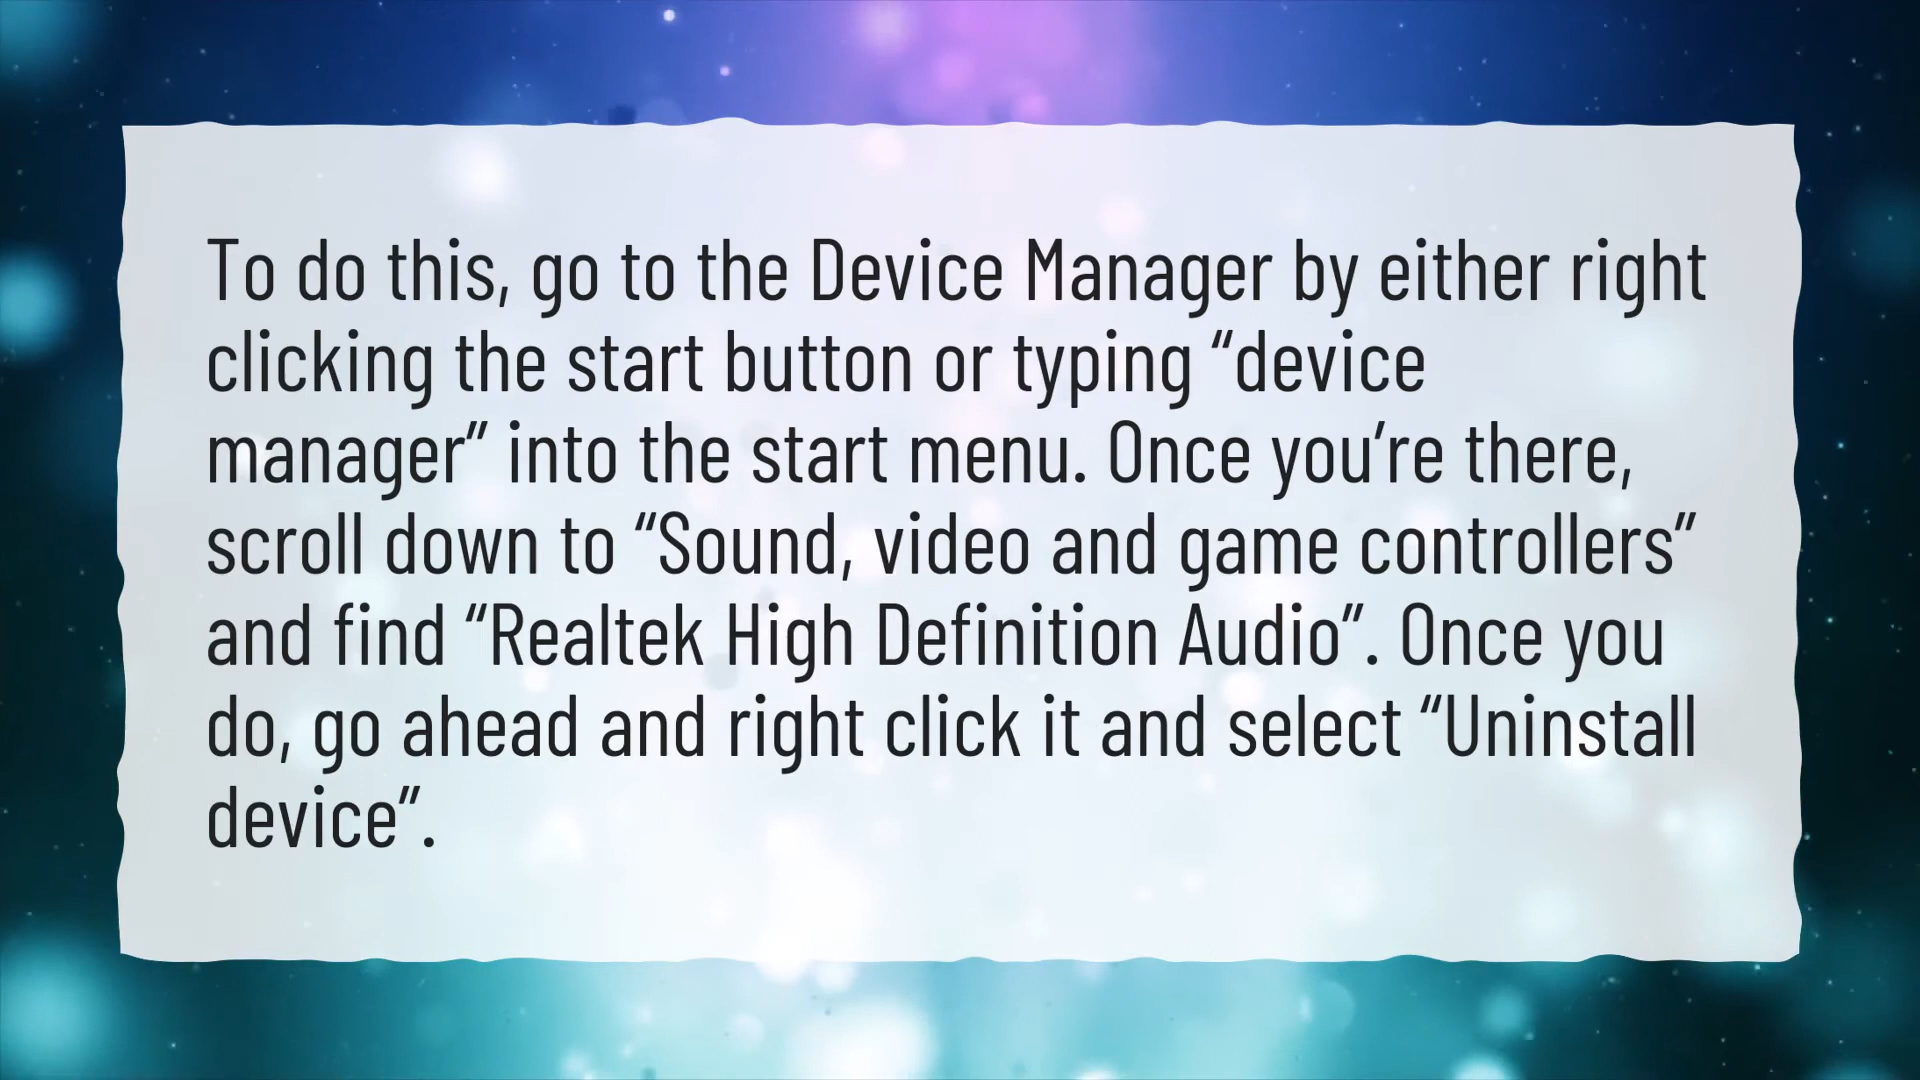 To do this, go to the Device Manager by either right
clicking the start button or typing “device
manager” into the start menu. Once you’re there,
scroll down to “Sound, video and game controllers”
and find “Realtek High Definition Audio”. Once you
do, go ahead and right click it and select “Uninstall
device”.